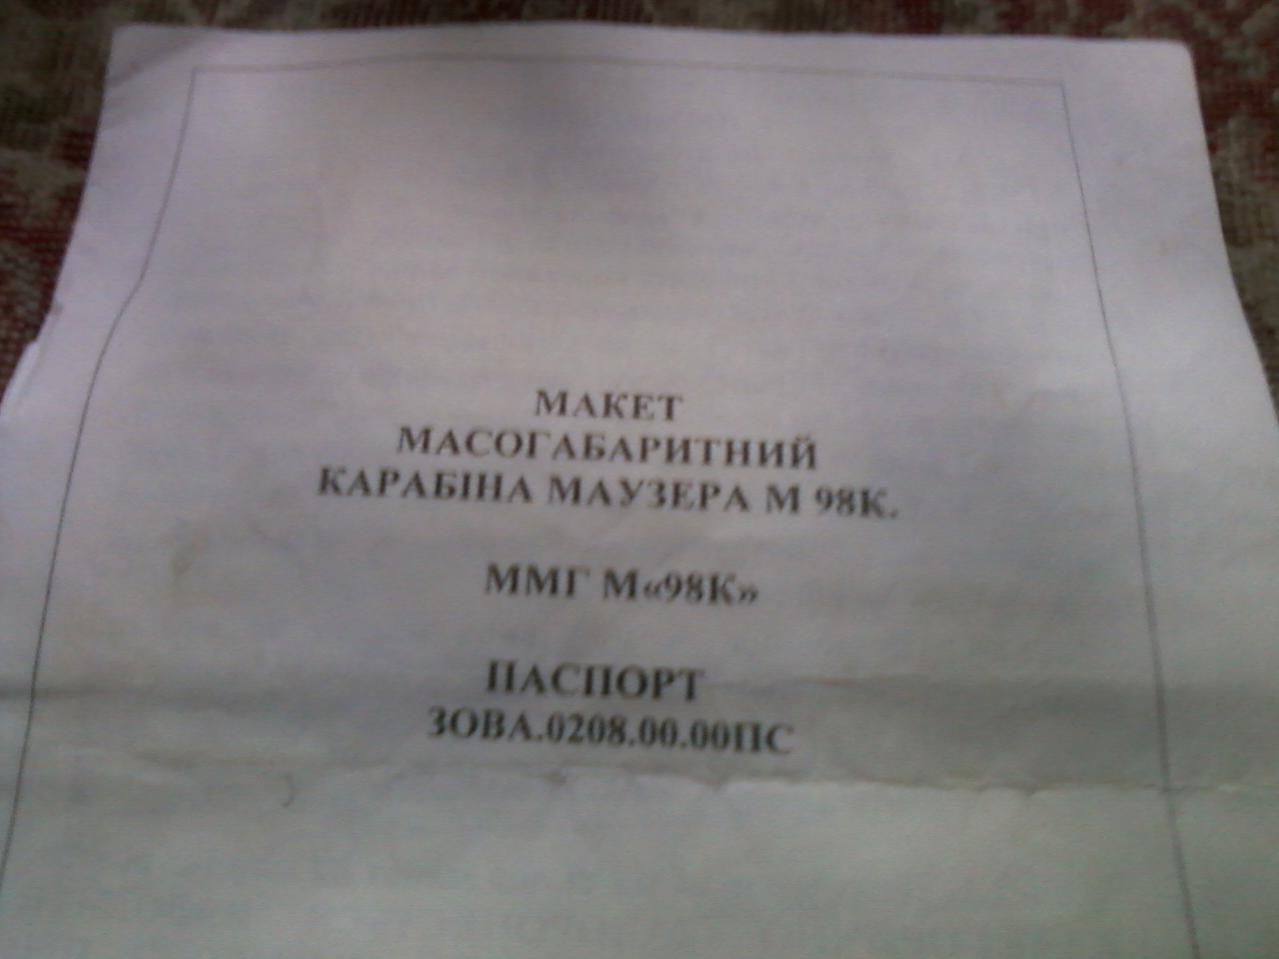 МАКЕТ
МАСОГАБАРИТНИЙ
КАРАБІНА МАУЗЕРА М 98К.
ММГ М«98К»
ПАСПОРТ
ЗОВА.0208.00.00ПС